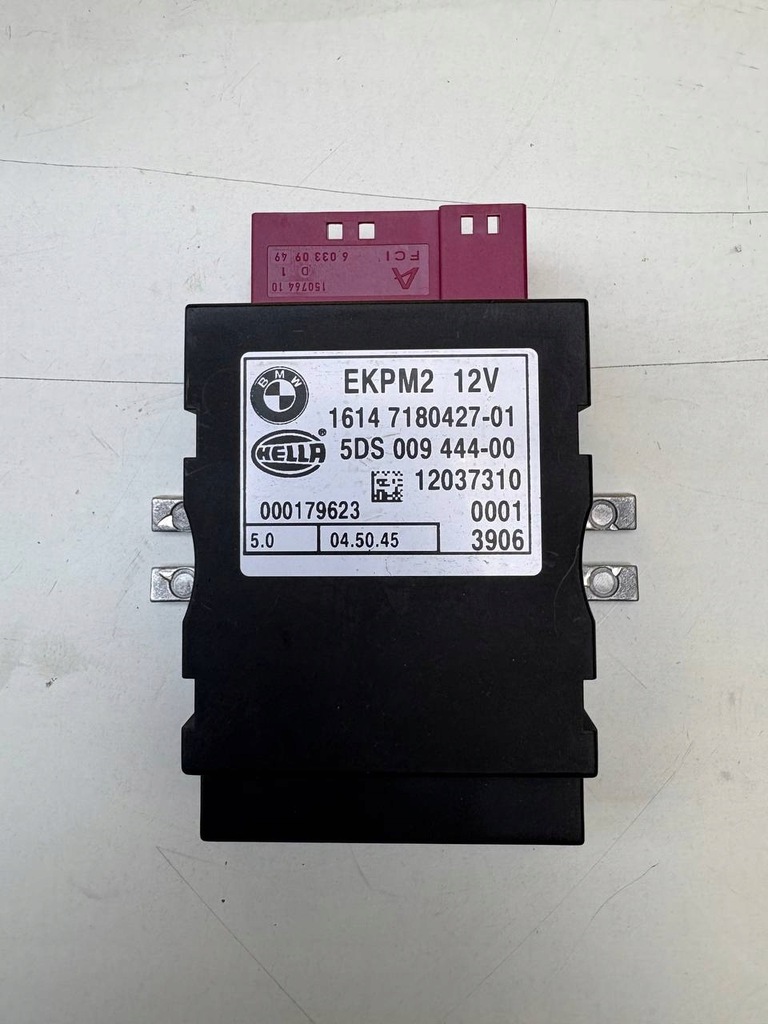 150764 10
D 1
6 033 09 49
A
FCI
BMW
EKPM2 12V
1614 7180427-01
HELLA® 5DS 009 444-00
12037310
000179623 0001
5.0 04.50.45 3906